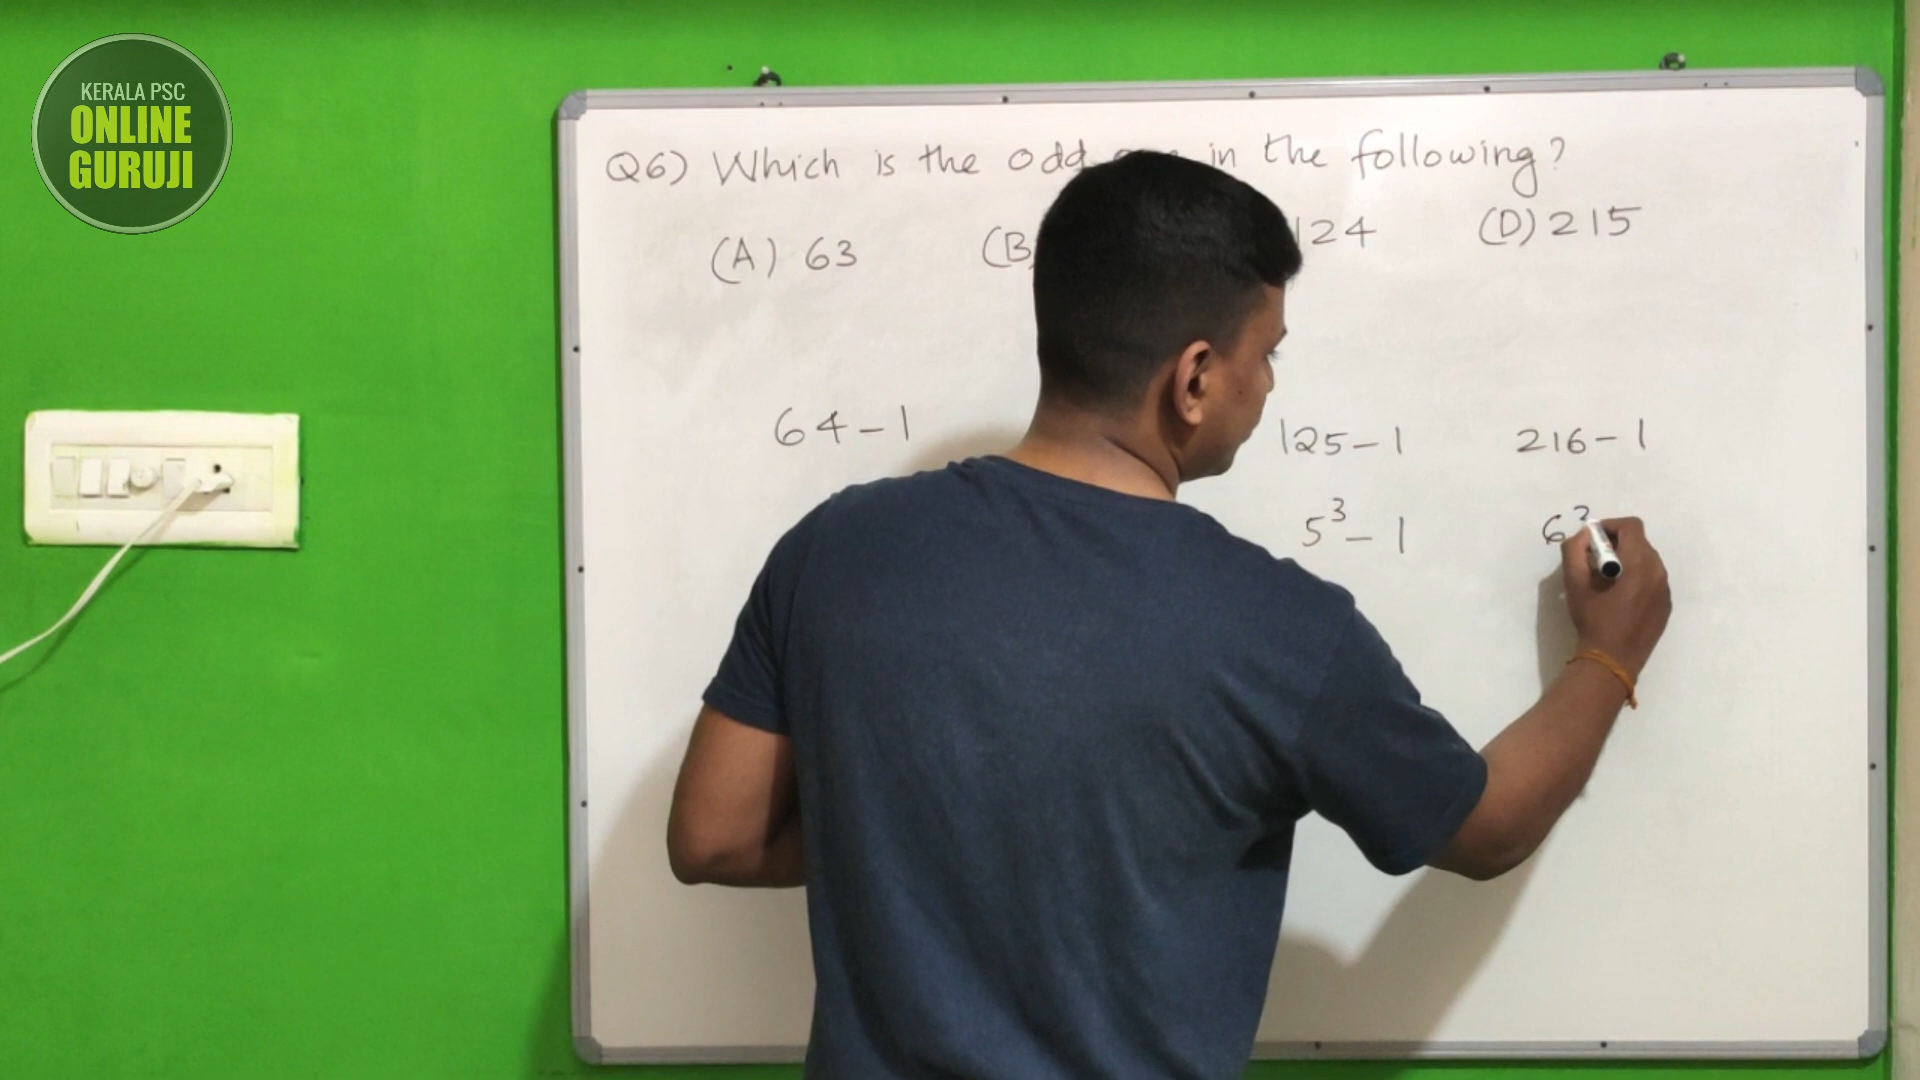 KERALA PSC
ONLINE
GURUJI
Q6) Which is the odd in the following?
(A) 63 (B) 124 (D) 215
64-1 125-1 216-1
5³-1 6³